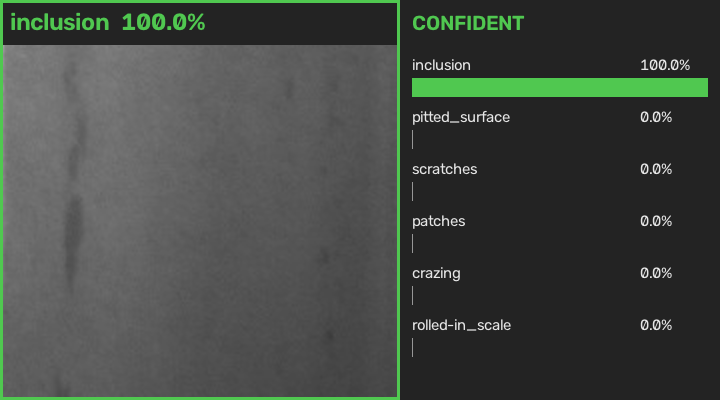 inclusion 100.0%
CONFIDENT
inclusion 100.0%
pitted_surface 0.0%
scratches 0.0%
patches 0.0%
crazing 0.0%
rolled-in_scale 0.0%